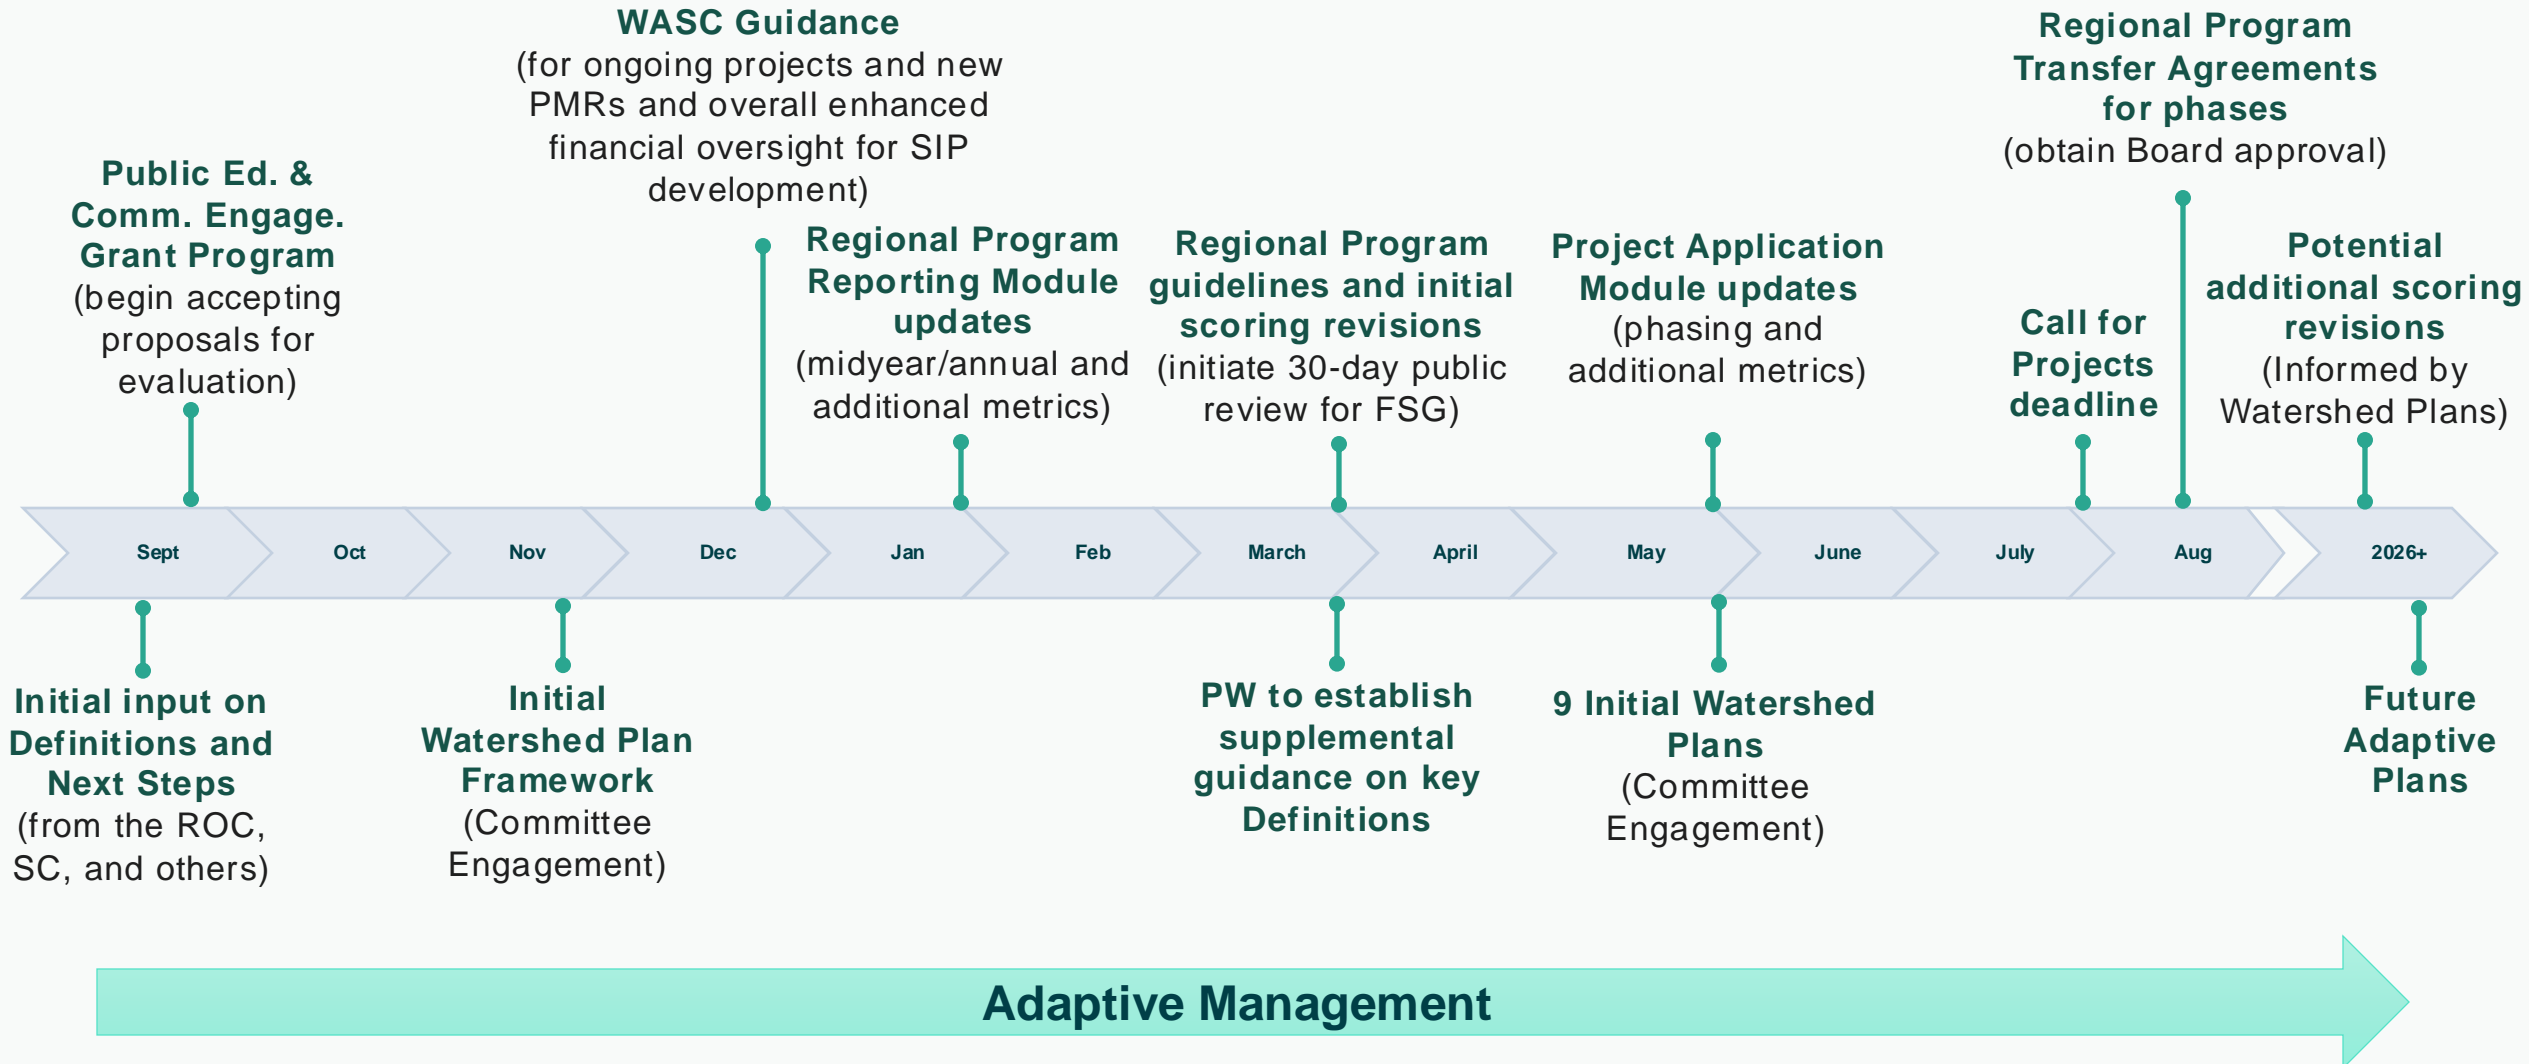 WASC Guidance
(for ongoing projects and new
PMRs and overall enhanced
financial oversight for SIP
development)
Regional Program
Transfer Agreements
for phases
(obtain Board approval)
Public Ed. &
Comm. Engage.
Grant Program
(begin accepting
proposals for
evaluation)
Regional Program
Reporting Module
updates
(midyear/annual and
additional metrics)
Regional Program
guidelines and initial
scoring revisions
(initiate 30-day public
review for FSG)
Project Application
Module updates
(phasing and
additional metrics)
Call for
Projects
deadline
Potential
additional scoring
revisions
(Informed by
Watershed Plans)
Sept
Oct
Nov
Dec
Jan
Feb
March
April
May
June
July
Aug
2026+
Initial input on
Definitions and
Next Steps
(from the ROC,
SC, and others)
Initial
Watershed Plan
Framework
(Committee
Engagement)
PW to establish
supplemental
guidance on key
Definitions
9 Initial Watershed
Plans
(Committee
Engagement)
Future
Adaptive
Plans
Adaptive Management